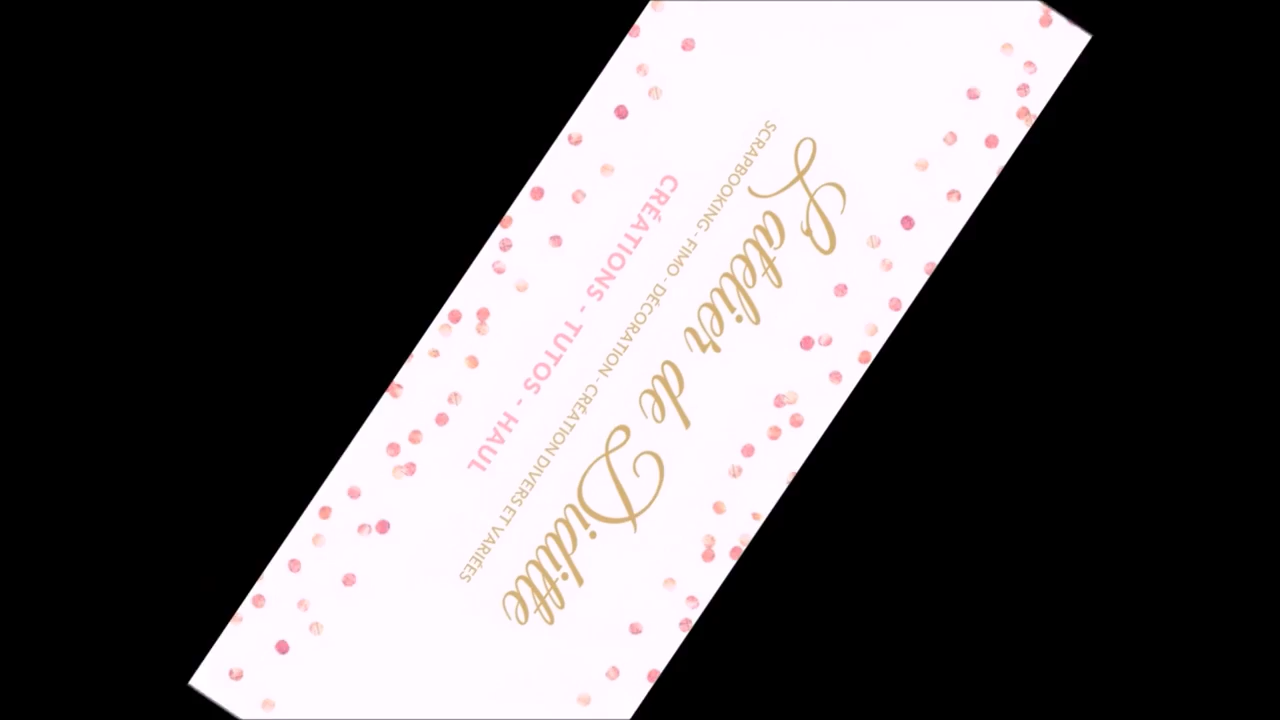 L'atelier de Diditte
SCRAPBOOKING - FIMO - DÉCORATION - CRÉATION DIVERS ET VARIÉES
CRÉATIONS - TUTOS - HAUL